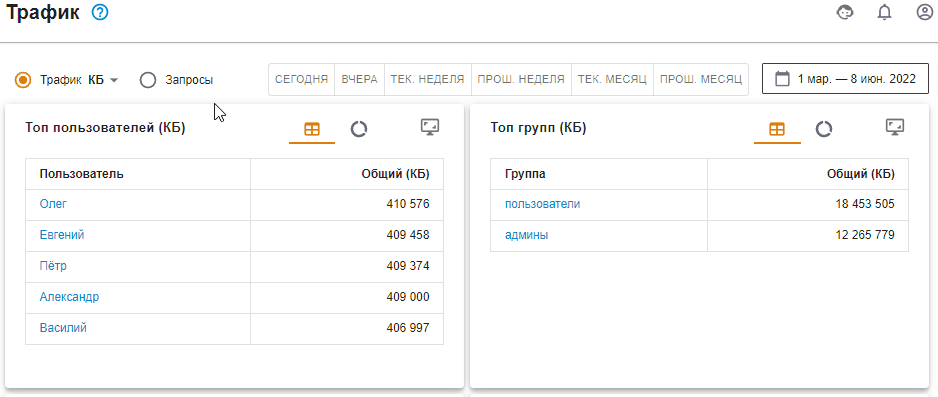 Трафик ?
Трафик КБ Запросы СЕГОДНЯ ВЧЕРА ТЕК. НЕДЕЛЯ ПРОШ. НЕДЕЛЯ ТЕК. МЕСЯЦ ПРОШ. МЕСЯЦ 1 мар. — 8 июн. 2022
Топ пользователей (КБ)
Пользователь Общий (КБ)
Олег 410 576
Евгений 409 458
Пётр 409 374
Александр 409 000
Василий 406 997
Топ групп (КБ)
Группа Общий (КБ)
пользователи 18 453 505
админы 12 265 779